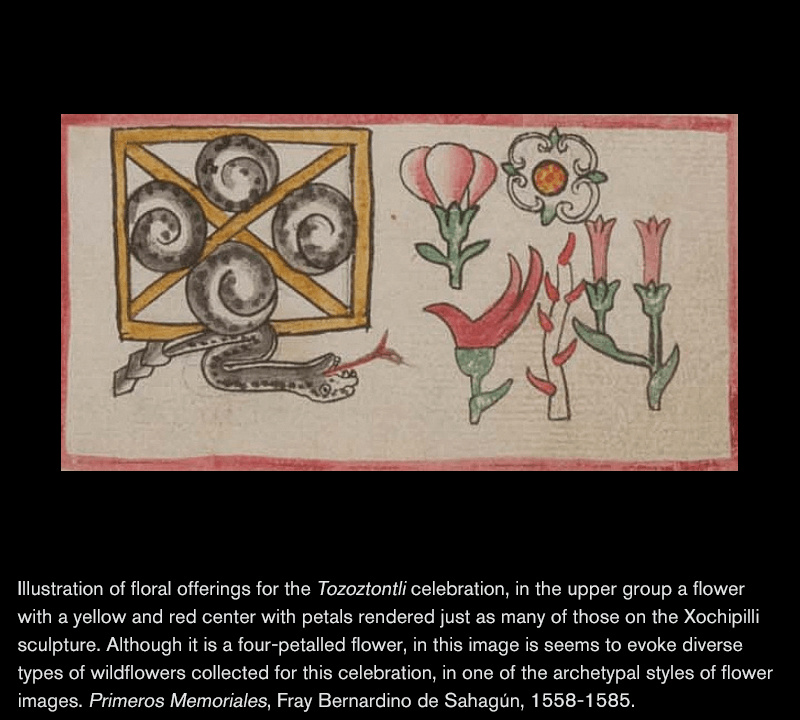 Illustration of floral offerings for the Tozoztontli celebration, in the upper group a flower
with a yellow and red center with petals rendered just as many of those on the Xochipilli
sculpture. Although it is a four-petalled flower, in this image is seems to evoke diverse
types of wildflowers collected for this celebration, in one of the archetypal styles of flower
images. Primeros Memoriales, Fray Bernardino de Sahagún, 1558-1585.